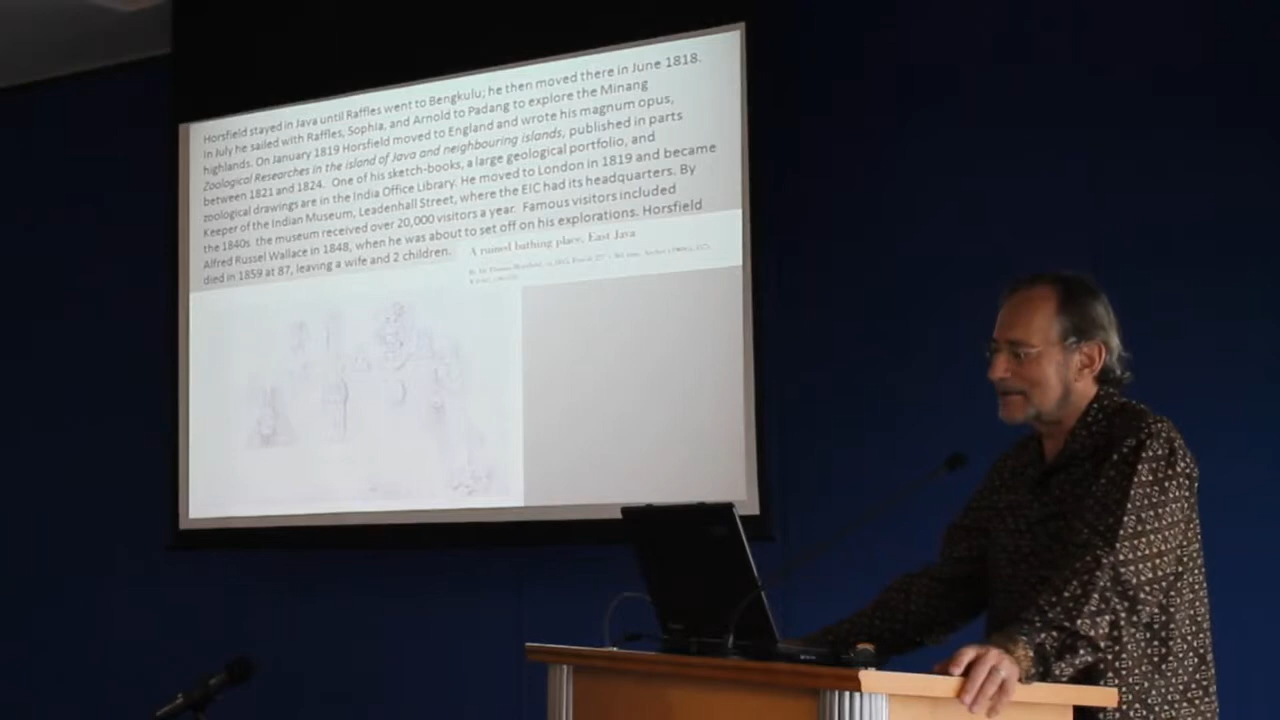 Horsfield stayed in Java until Raffles went to Bengkulu; he then moved there in June 1818.
In July he sailed with Raffles, Sophia, and Arnold to Padang to explore the Minang
highlands. On January 1819 Horsfield moved to England and wrote his magnum opus,
Zoological Researches in the island of Java and neighbouring islands, published in parts
between 1821 and 1824. One of his sketch-books, a large geological portfolio, and
zoological drawings are in the India Office Library. He moved to London in 1819 and became
Keeper of the Indian Museum, Leadenhall Street, where the EIC had its headquarters. By
the 1840s the museum received over 20,000 visitors a year. Famous visitors included
Alfred Russel Wallace in 1848, when he was about to set off on his explorations. Horsfield
died in 1859 at 87, leaving a wife and 2 children.
A ruined bathing place, East Java